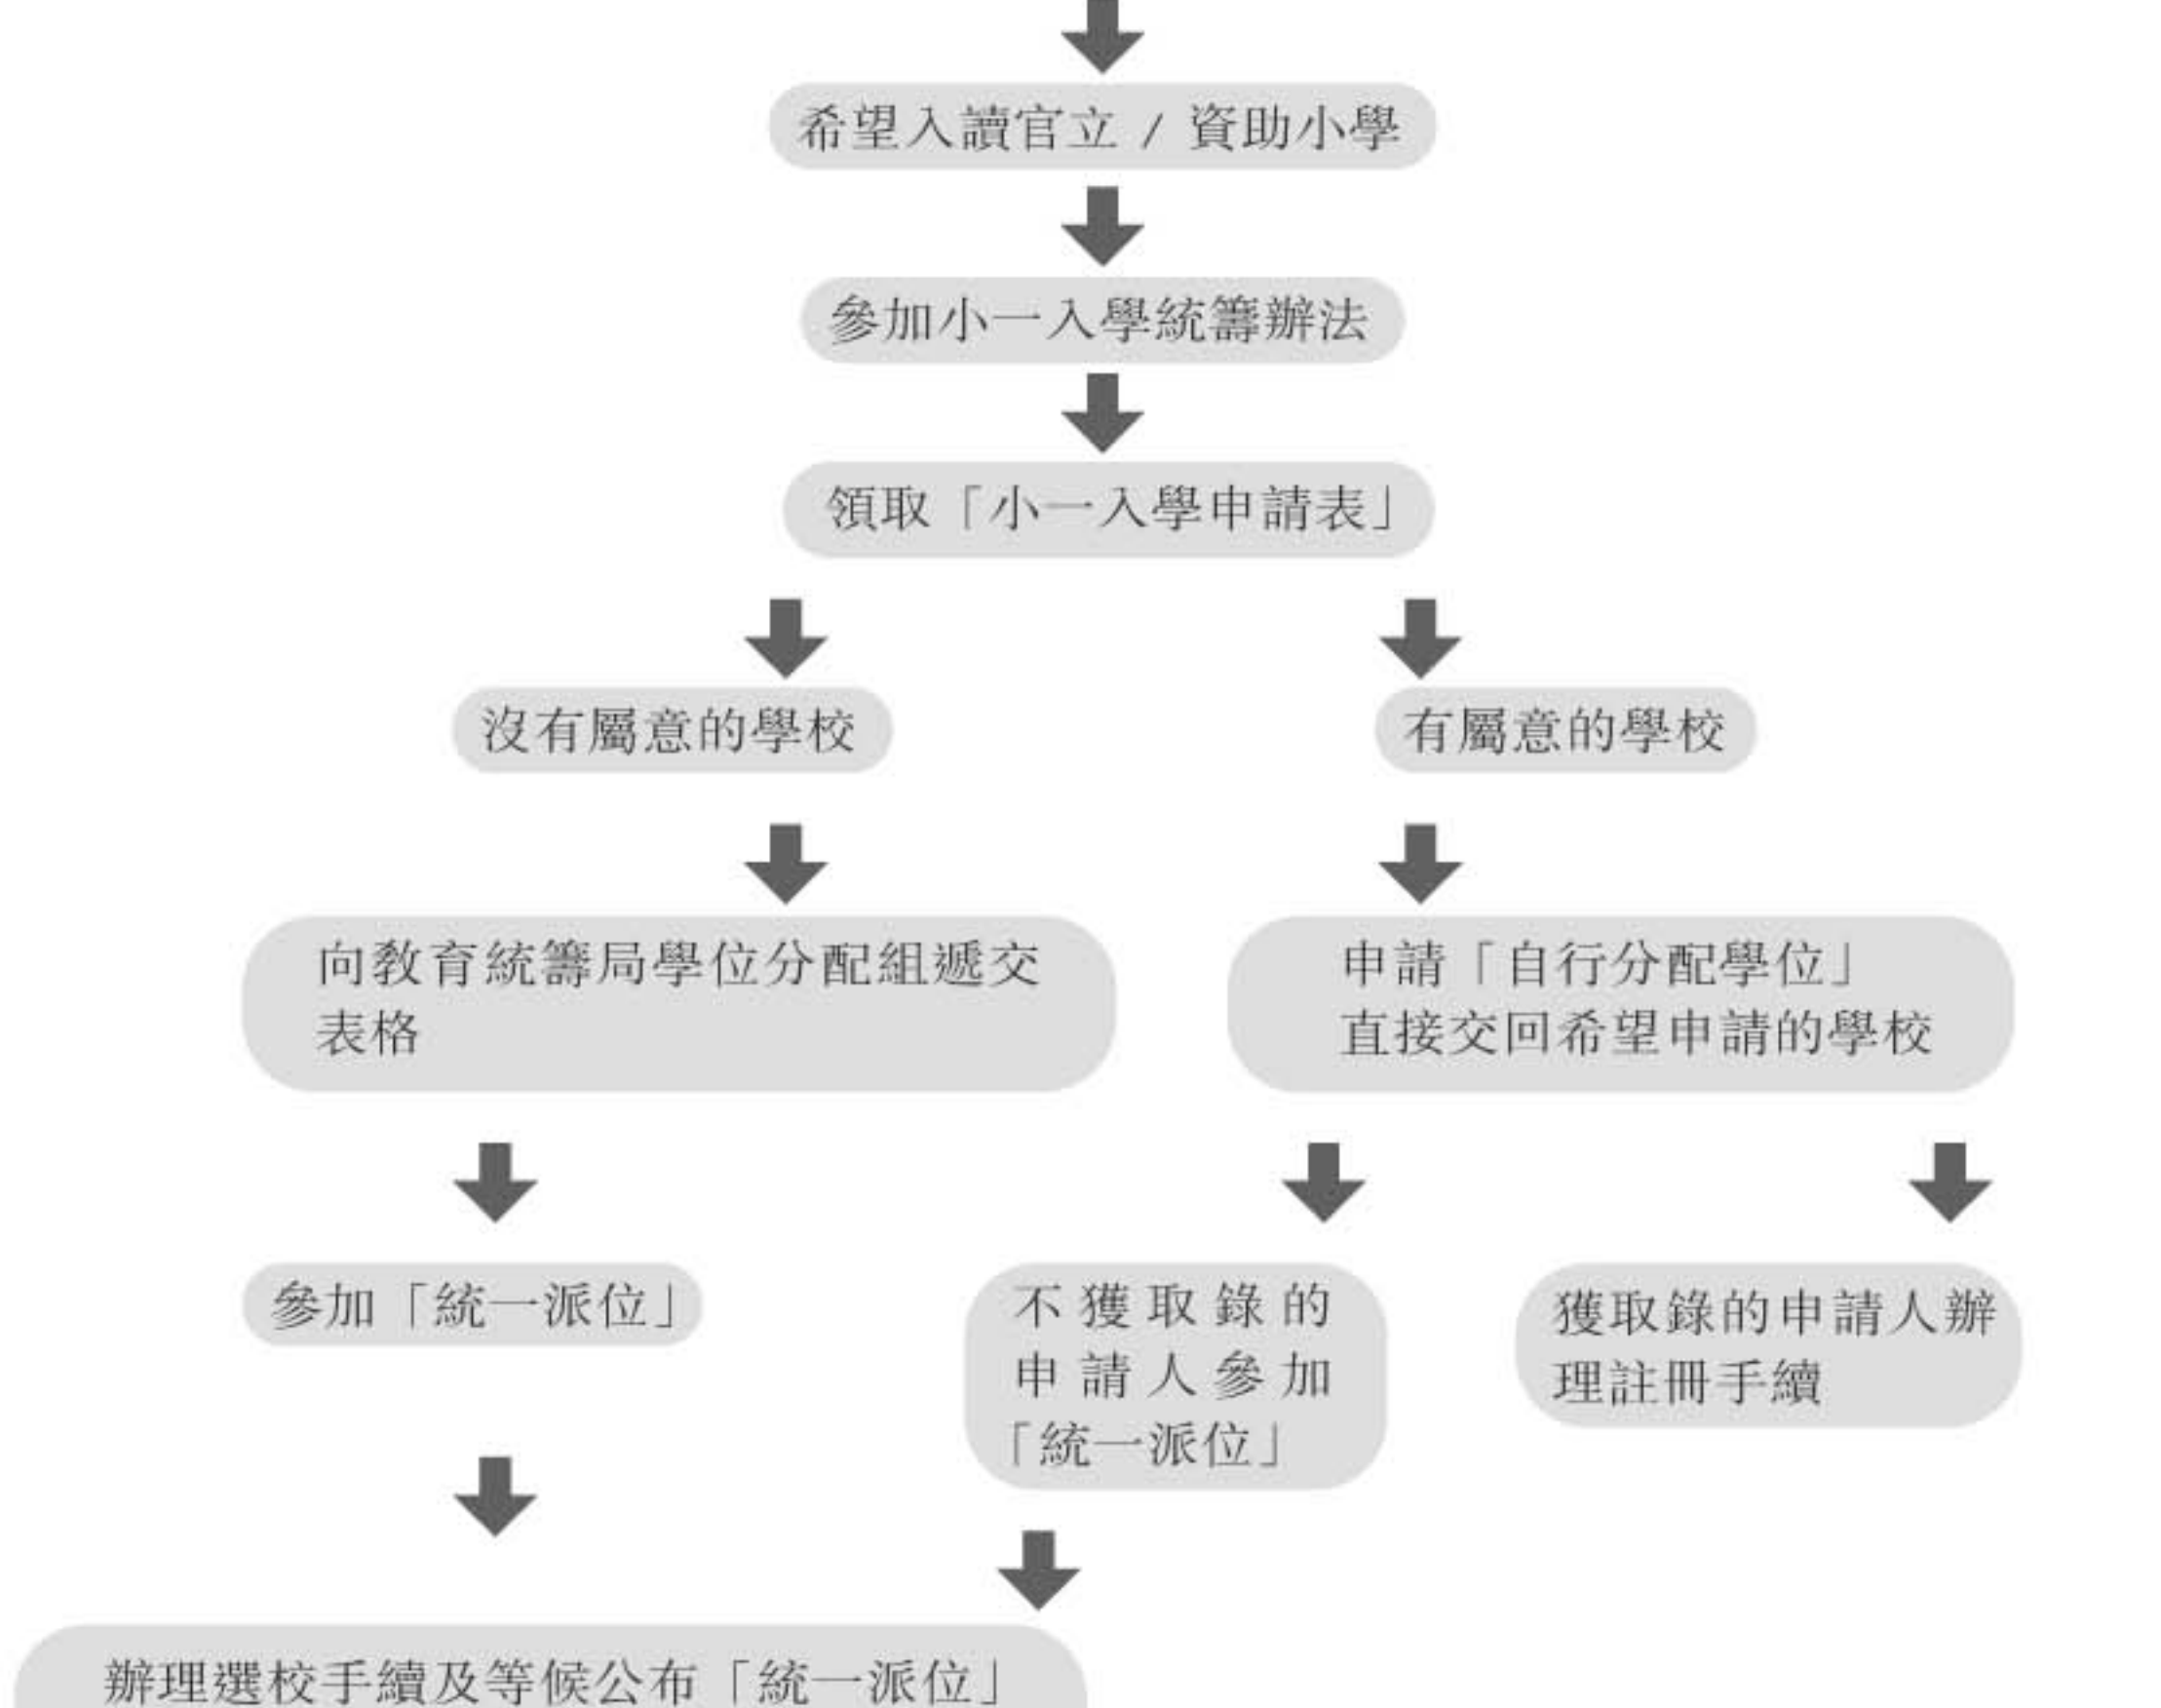 希望入讀官立 / 資助小學
參加小一入學統籌辦法
領取「小一入學申請表」
沒有屬意的學校
有屬意的學校
向教育統籌局學位分配組遞交
表格
申請「自行分配學位」
直接交回希望申請的學校
參加「統一派位」
不獲取錄的
申請人參加
「統一派位」
獲取錄的申請人辦
理註冊手續
辦理選校手續及等候公布「統一派位」